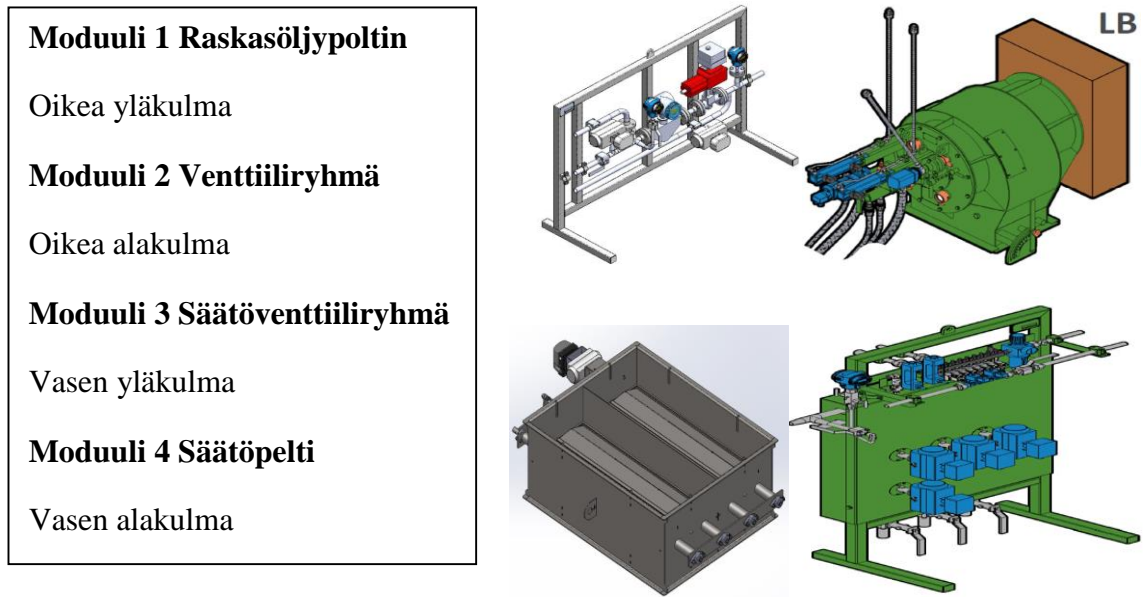 Moduuli 1 Raskasöljypoltin
Oikea yläkulma
Moduuli 2 Venttiiliryhmä
Oikea alakulma
Moduuli 3 Säätöventtiiliryhmä
Vasen yläkulma
Moduuli 4 Säätöpelti
Vasen alakulma
LB